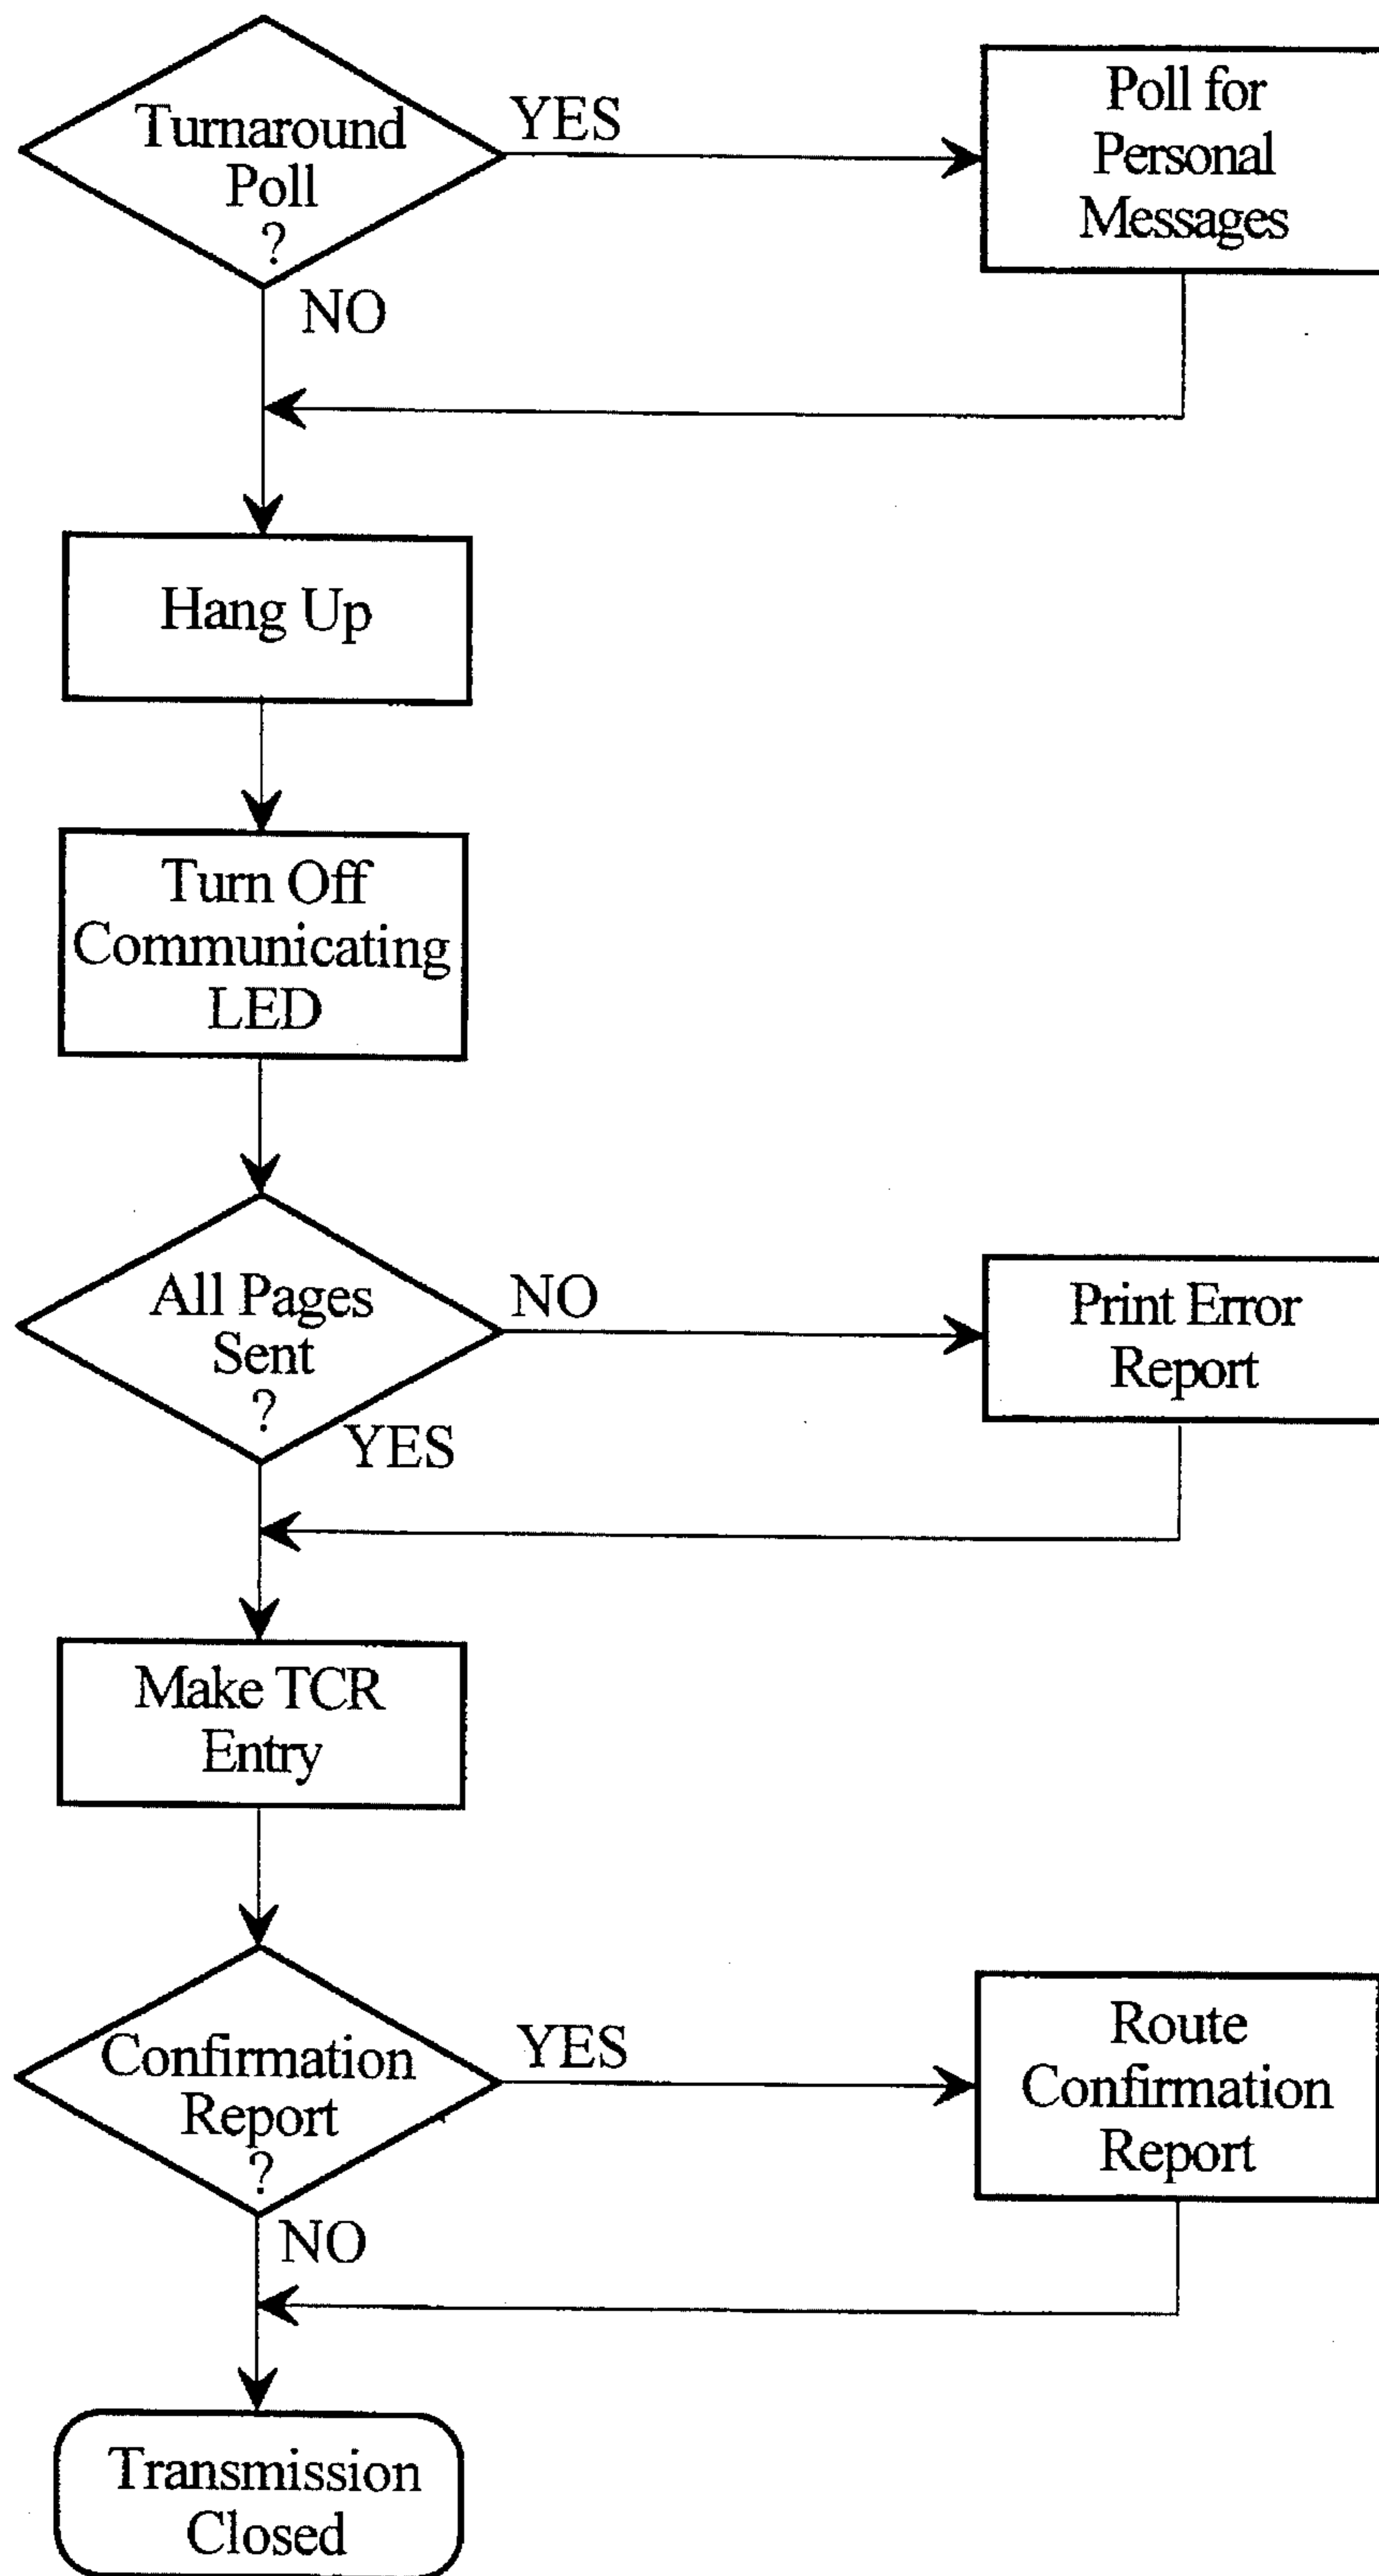 Turnaround
Poll
?
YES
Poll for
Personal
Messages
NO
Hang Up
Turn Off
Communicating
LED
All Pages
Sent
?
NO
Print Error
Report
YES
Make TCR
Entry
Confirmation
Report
?
YES
Route
Confirmation
Report
NO
Transmission
Closed